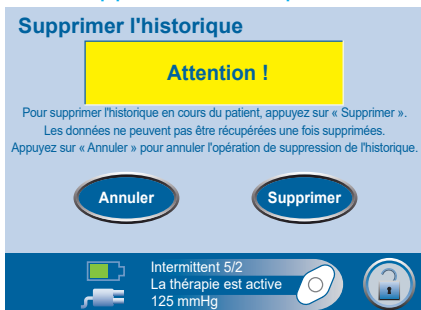 Supprimer l'historique
Attention !
Pour supprimer l'historique en cours du patient, appuyez sur « Supprimer ».
Les données ne peuvent pas être récupérées une fois supprimées.
Appuyez sur « Annuler » pour annuler l'opération de suppression de l'historique.
Annuler
Supprimer
Intermittent 5/2
La thérapie est active
125 mmHg